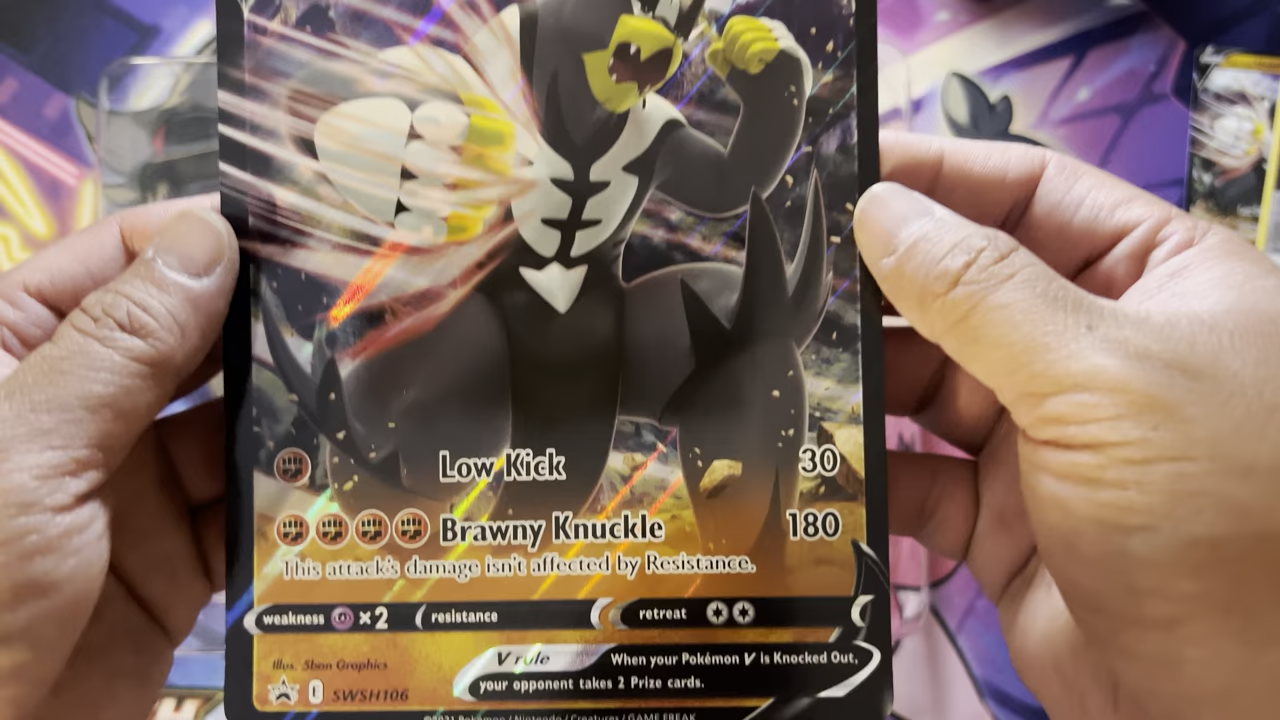 Low Kick 30
Brawny Knuckle 180
This attack's damage isn't affected by Resistance.
weakness ×2 resistance retreat
V rule When your Pokémon V is Knocked Out,
your opponent takes 2 Prize cards.
Illus. 5ban Graphics
SWSH106
©2021 Pokémon / Nintendo / Creatures / GAME FREAK